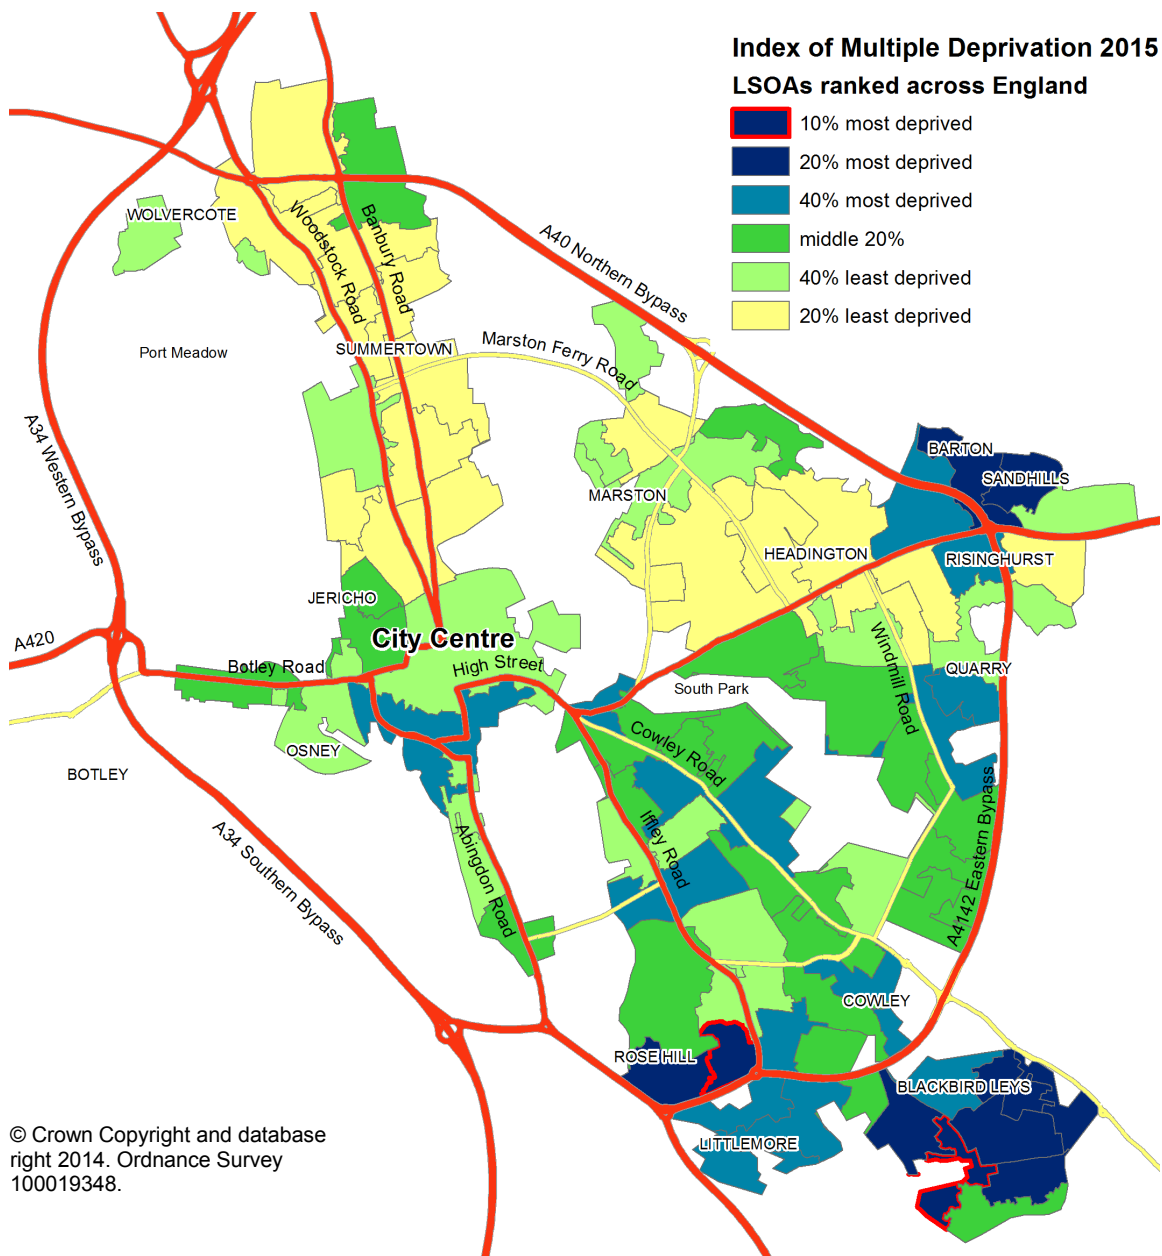 Index of Multiple Deprivation 2015
LSOAs ranked across England
10% most deprived
20% most deprived
40% most deprived
middle 20%
40% least deprived
20% least deprived
WOLVERCOTE
Woodstock Road
Banbury Road
A40 Northern Bypass
Port Meadow
SUMMERTOWN
Marston Ferry Road
A34 Western Bypass
BARTON
SANDHILLS
MARSTON
HEADINGTON
RISINGHURST
JERICHO
A420
City Centre
Botley Road
High Street
Windmill Road
QUARRY
South Park
OSNEY
BOTLEY
Cowley Road
A34 Southern Bypass
Abingdon Road
Iffley Road
A4142 Eastern Bypass
COWLEY
ROSE HILL
BLACKBIRD LEYS
LITTLEMORE
© Crown Copyright and database
right 2014. Ordnance Survey
100019348.